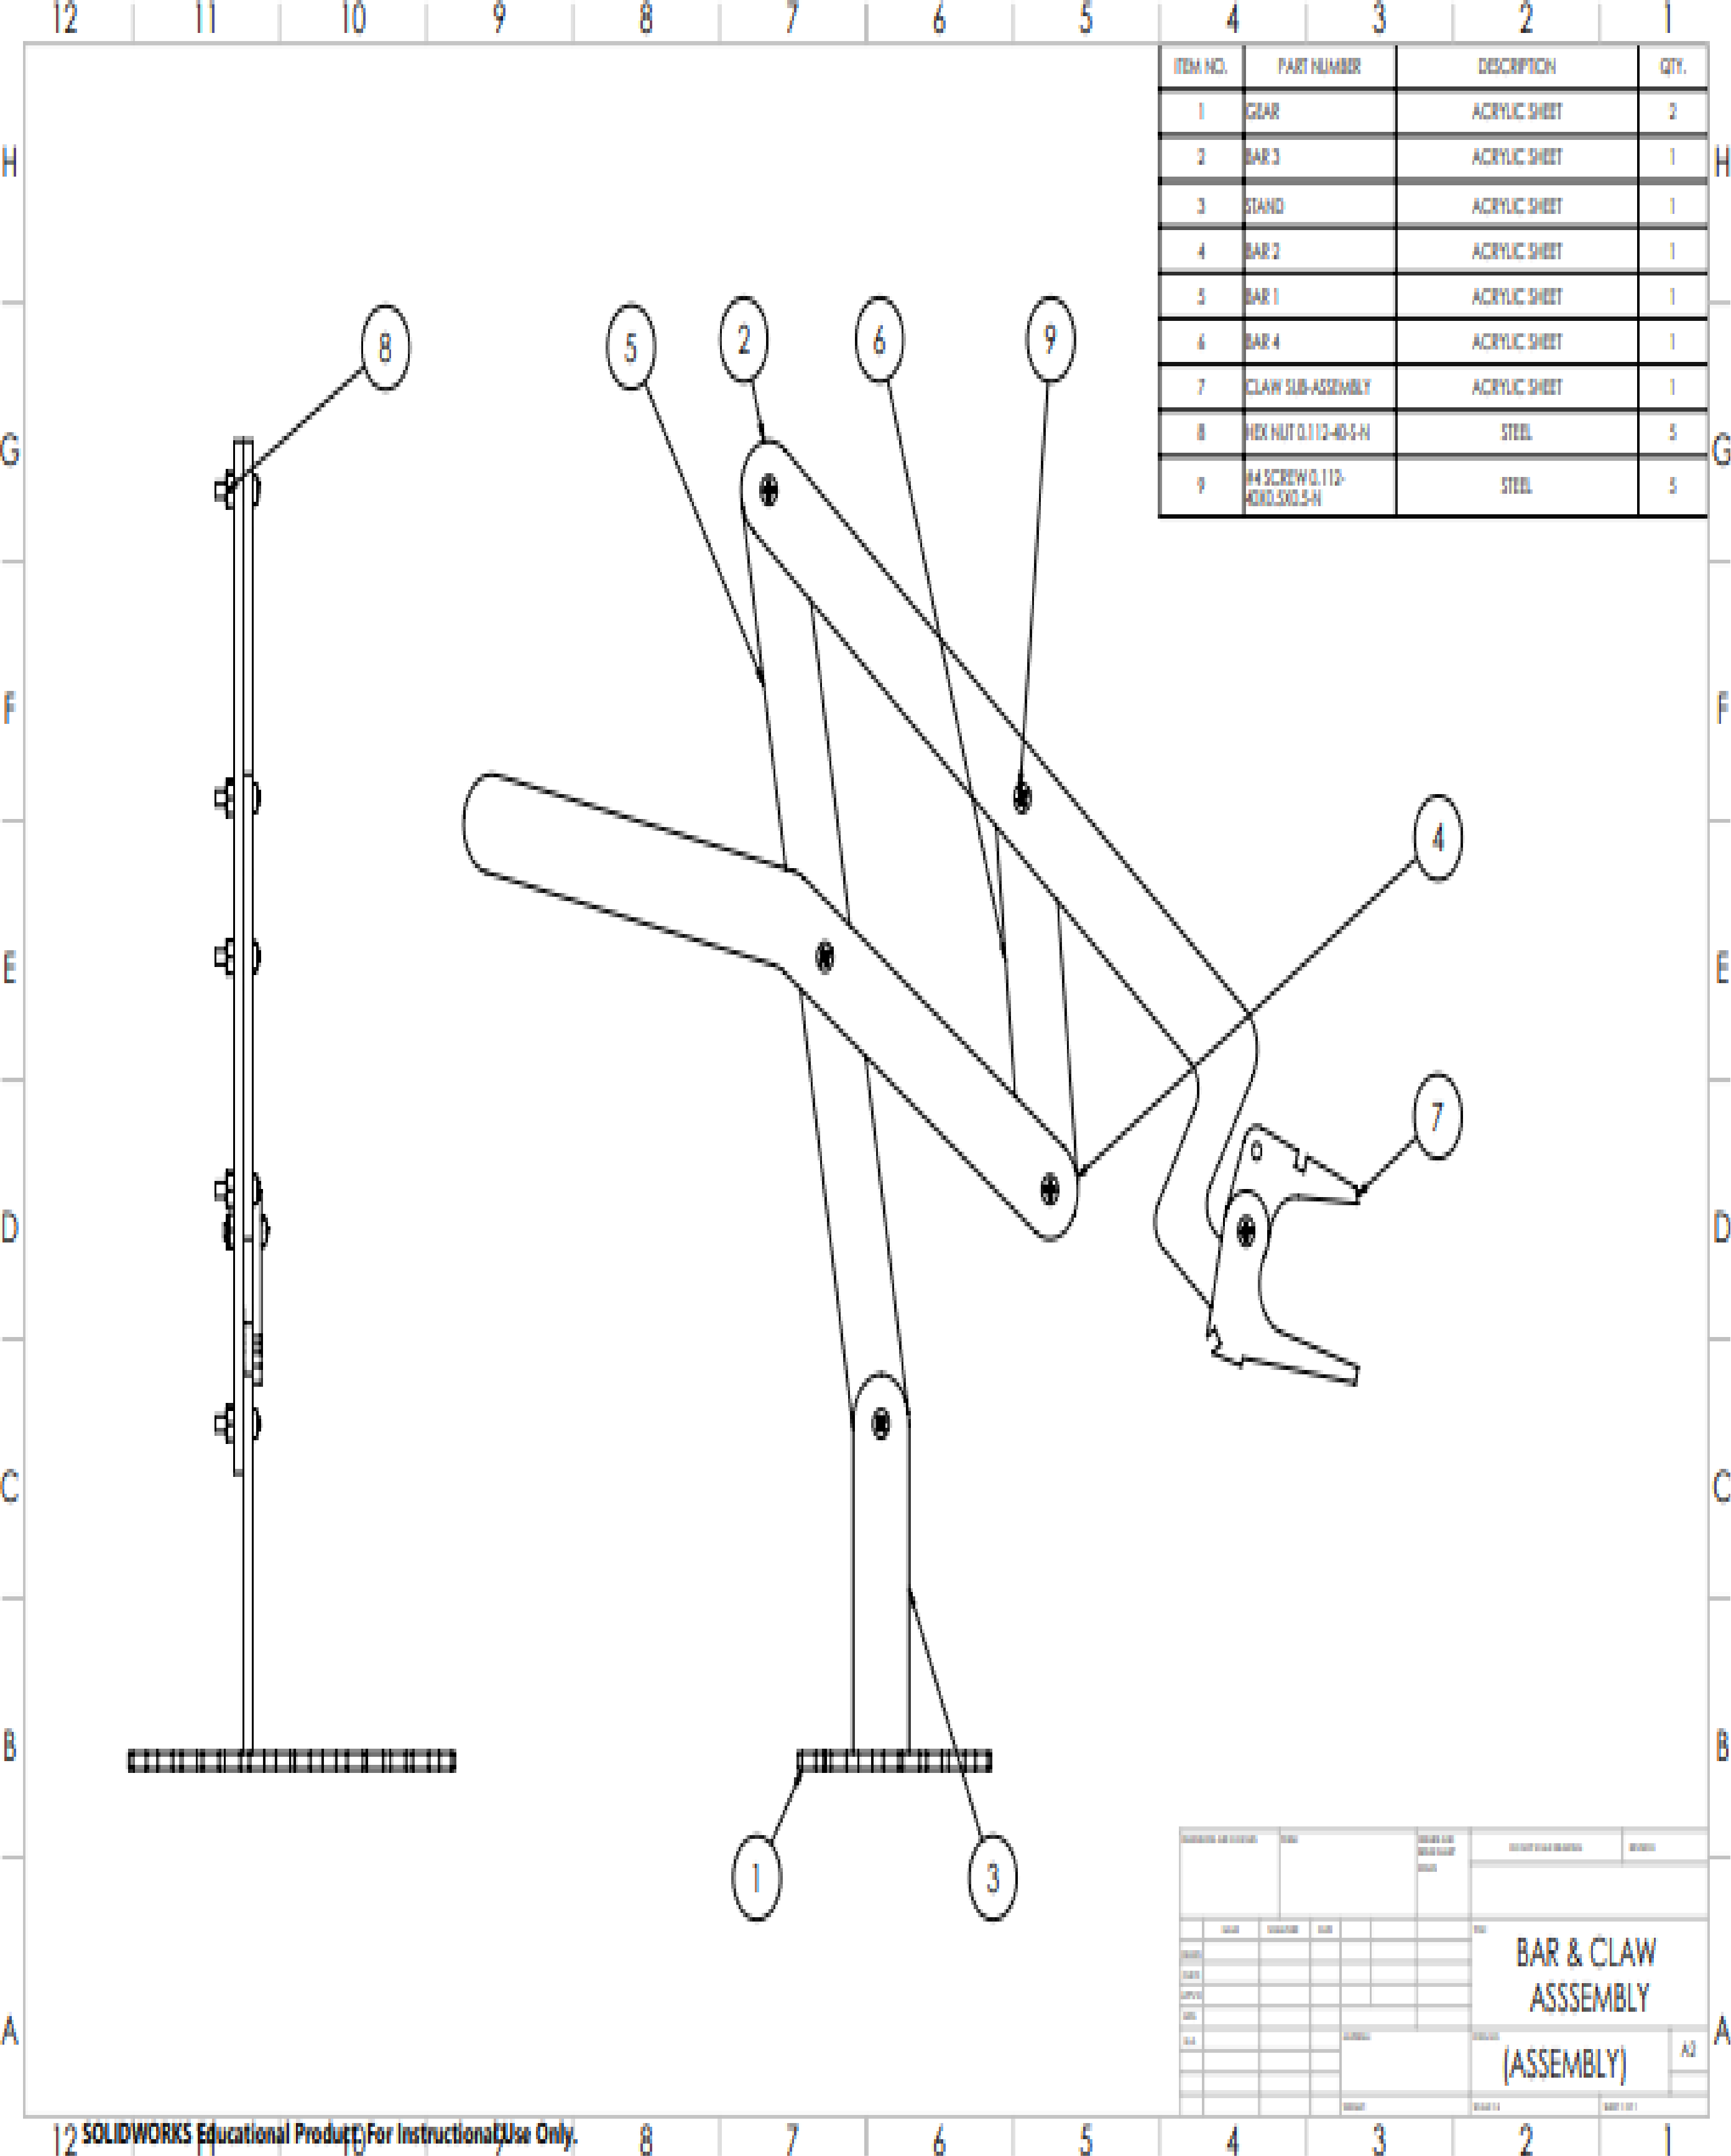 12 11 10 9 8 7 6 5 4 3 2 1
ITEM NO. PART NUMBER DESCRIPTION QTY.
1 GEAR ACRYLIC SHEET 2
2 BAR 3 ACRYLIC SHEET 1
3 STAND ACRYLIC SHEET 1
4 BAR 2 ACRYLIC SHEET 1
5 BAR 1 ACRYLIC SHEET 1
6 BAR 4 ACRYLIC SHEET 1
7 CLAW SUB-ASSEMBLY ACRYLIC SHEET 1
8 HEX NUT 0.112-40-S-N STEEL 5
9 #4 SCREW 0.112- STEEL 5
40X0.5X0.5-N
H H
8 5 2 6 9
G G
F F
4
E E
7
D D
C C
B B
1 3
BAR & CLAW
ASSSEMBLY
A A
(ASSEMBLY) A2
12 11 10 9 8 7 6 5 4 3 2 1
SOLIDWORKS Educational Product. For Instructional Use Only.